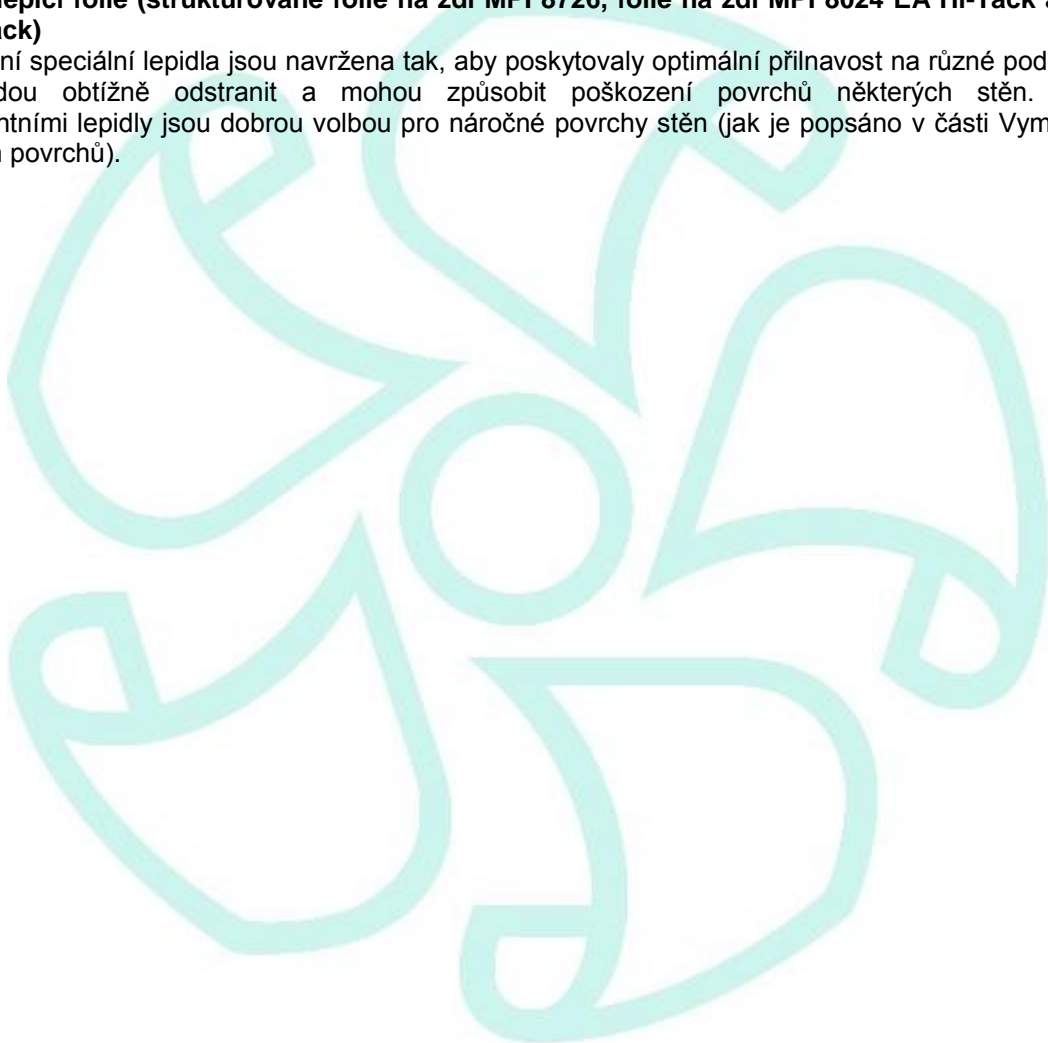 lepicí fólie (strukturované fólie na zdi MPI 8726, fólie na zdi MPI 8024 EA Hi-Tack
ack)
ní speciální lepidla jsou navržena tak, aby poskytovaly optimální přilnavost na různé pod
dou obtížně odstranit a mohou způsobit poškození povrchů některých stěn.
ntními lepidly jsou dobrou volbou pro náročné povrchy stěn (jak je popsáno v části Vym
povrchů).